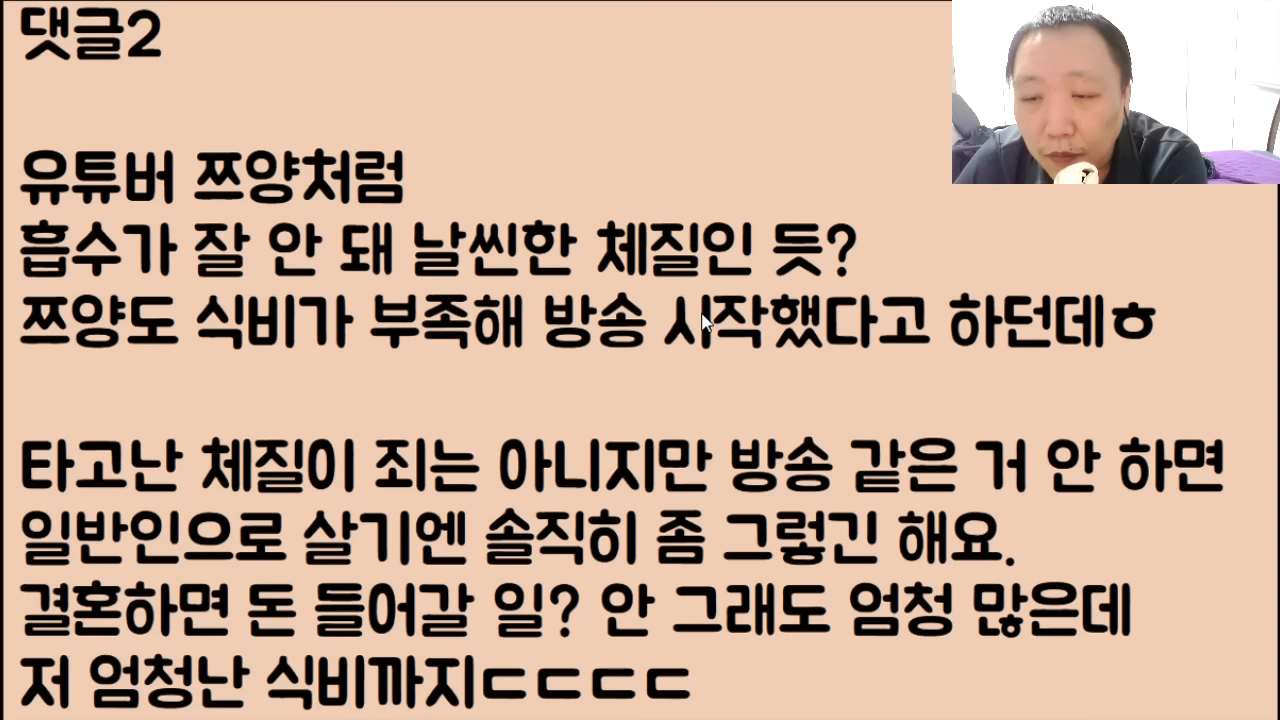 댓글2
유튜버 쯔양처럼
흡수가 잘 안 돼 날씬한 체질인 듯?
쯔양도 식비가 부족해 방송 시작했다고 하던데ㅎ
타고난 체질이 죄는 아니지만 방송 같은 거 안 하면
일반인으로 살기엔 솔직히 좀 그렇긴 해요.
결혼하면 돈 들어갈 일? 안 그래도 엄청 많은데
저 엄청난 식비까지ㄷㄷㄷㄷ